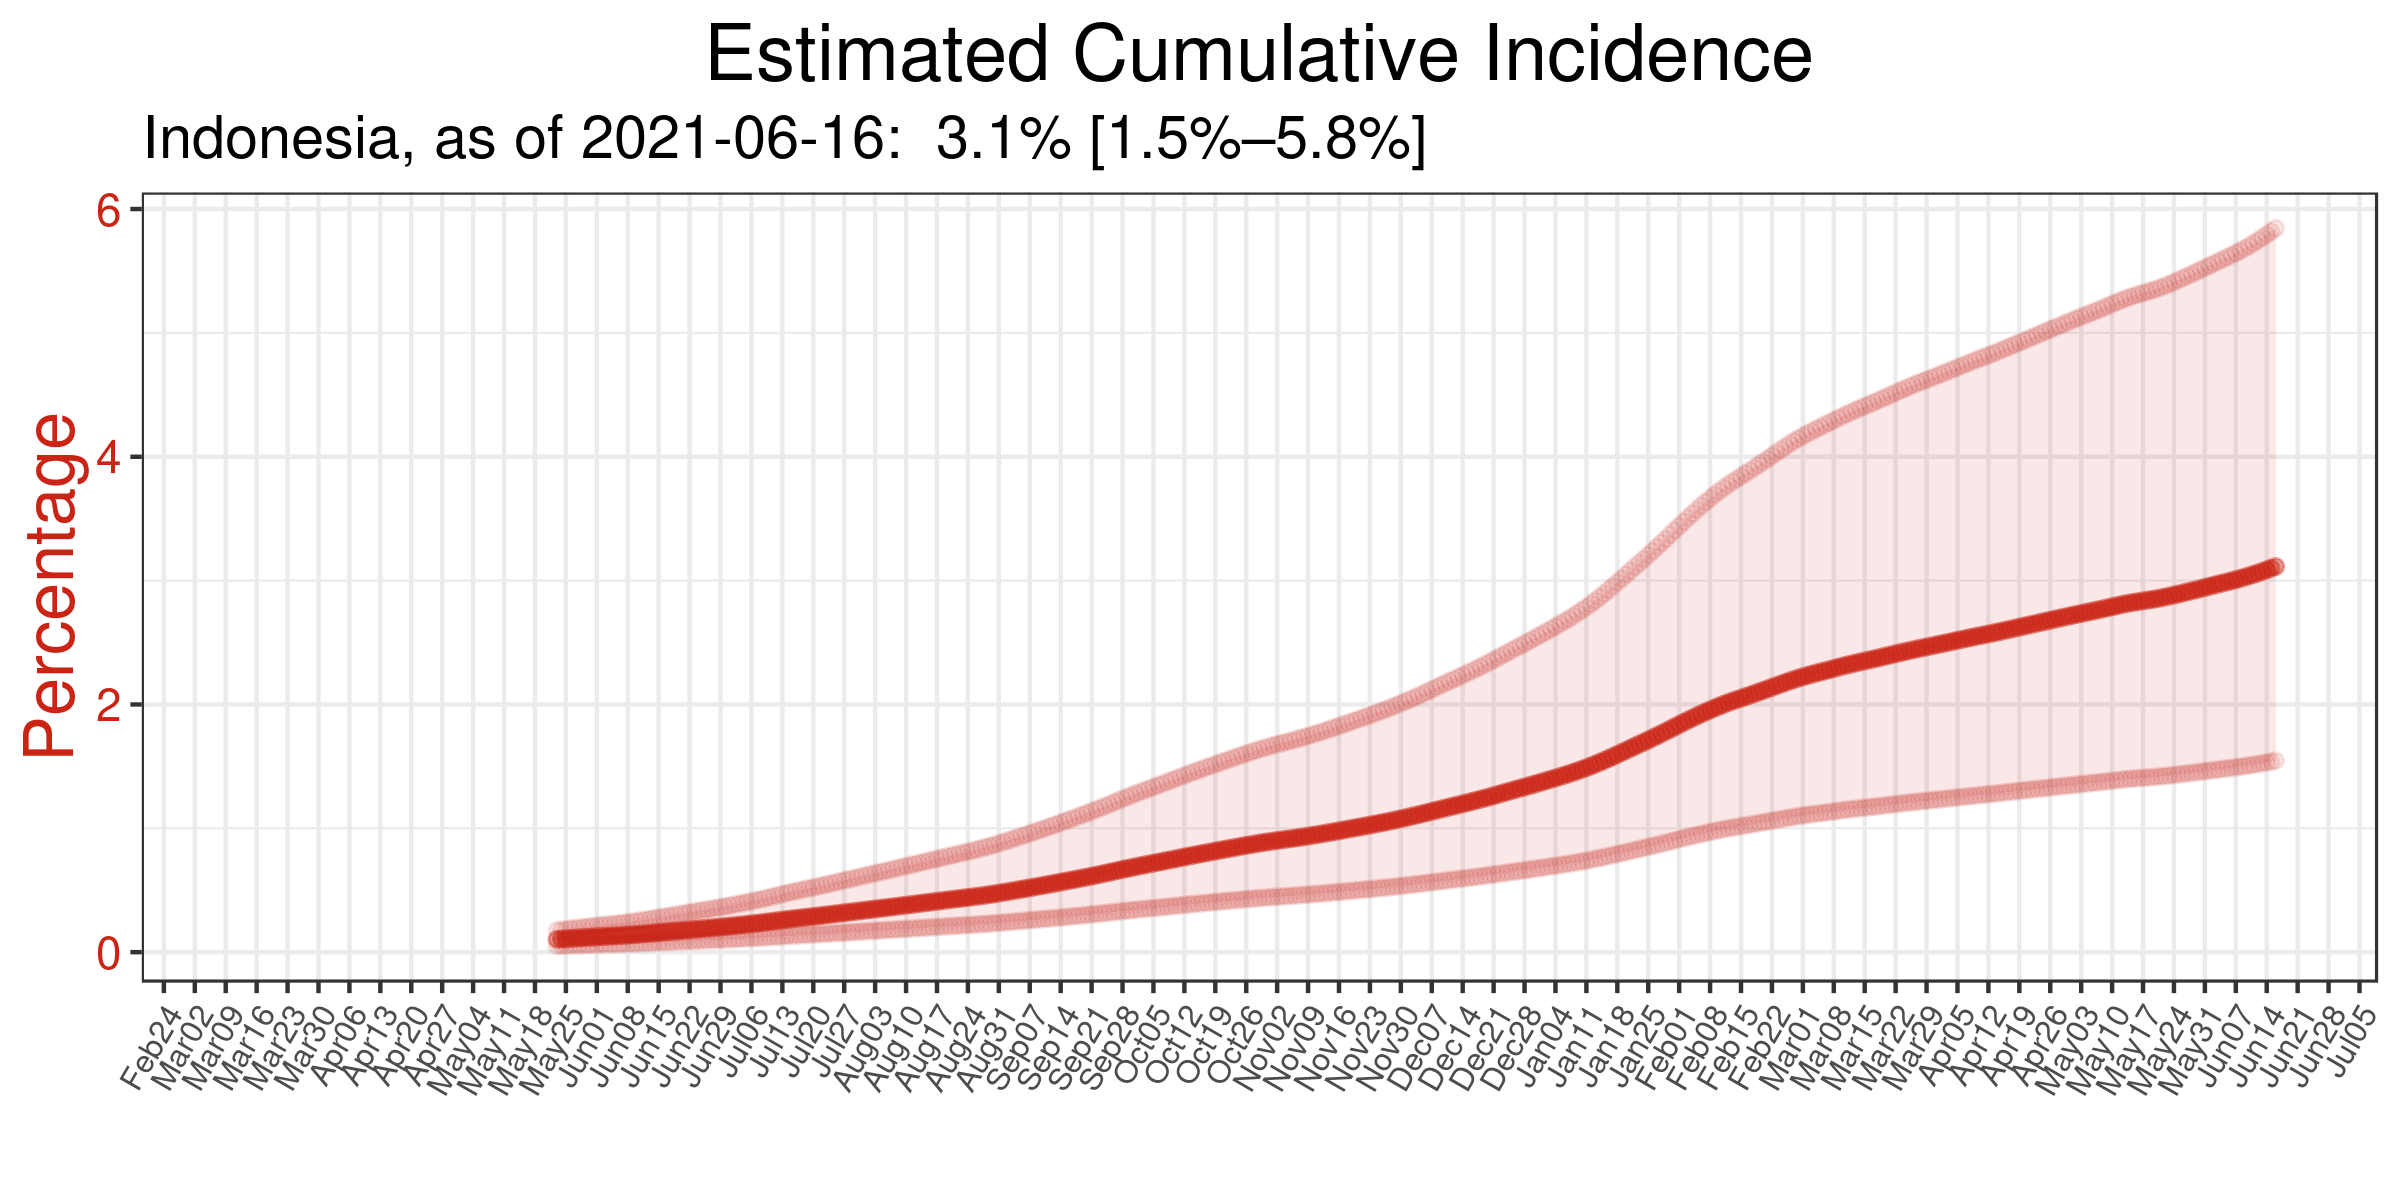 Estimated Cumulative Incidence
Indonesia, as of 2021-06-16:  3.1% [1.5%–5.8%]
Percentage
6
4
2
0
Feb24
Mar02
Mar09
Mar16
Mar23
Mar30
Apr06
Apr13
Apr20
Apr27
May04
May11
May18
May25
Jun01
Jun08
Jun15
Jun22
Jun29
Jul06
Jul13
Jul20
Jul27
Aug03
Aug10
Aug17
Aug24
Aug31
Sep07
Sep14
Sep21
Sep28
Oct05
Oct12
Oct19
Oct26
Nov02
Nov09
Nov16
Nov23
Nov30
Dec07
Dec14
Dec21
Dec28
Jan04
Jan11
Jan18
Jan25
Feb01
Feb08
Feb15
Feb22
Mar01
Mar08
Mar15
Mar22
Mar29
Apr05
Apr12
Apr19
Apr26
May03
May10
May17
May24
May31
Jun07
Jun14
Jun21
Jun28
Jul05